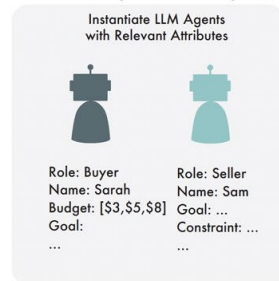 Instantiate LLM Agents
with Relevant Attributes
Role: Buyer
Name: Sarah
Budget: [$3,$5,$8]
Goal:
...
Role: Seller
Name: Sam
Goal: ...
Constraint: ...
...